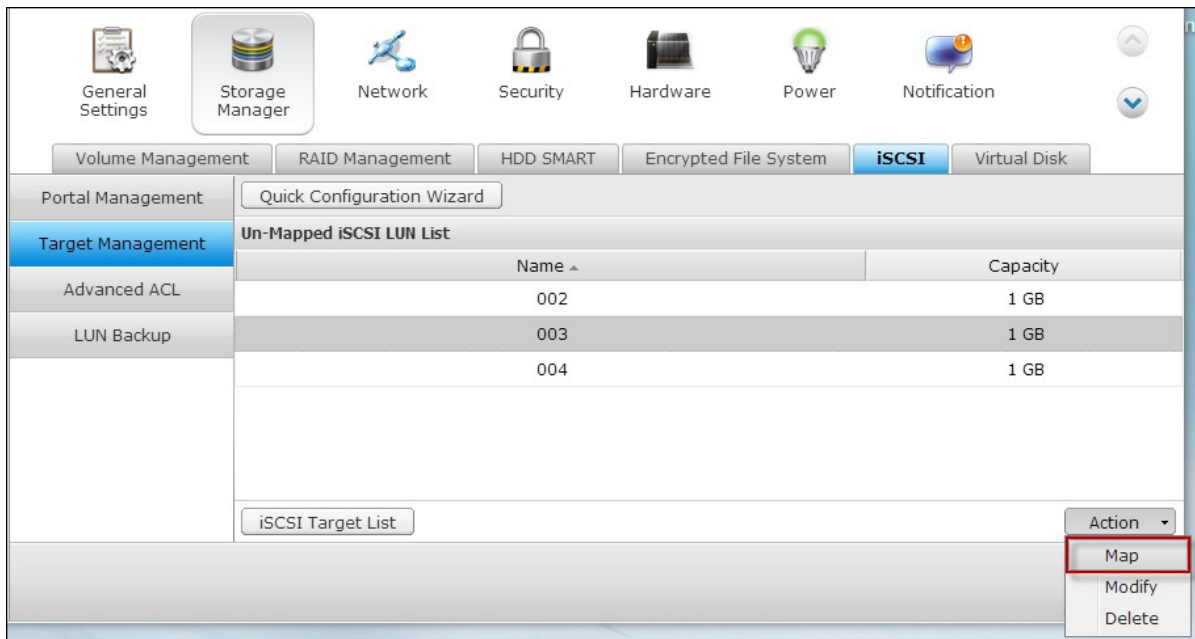 General Settings
Storage Manager
Network
Security
Hardware
Power
Notification
Volume Management
RAID Management
HDD SMART
Encrypted File System
iSCSI
Virtual Disk
Portal Management
Quick Configuration Wizard
Target Management
Un-Mapped iSCSI LUN List
Name
Capacity
Advanced ACL
002
1 GB
LUN Backup
003
1 GB
004
1 GB
iSCSI Target List
Action
Map
Modify
Delete